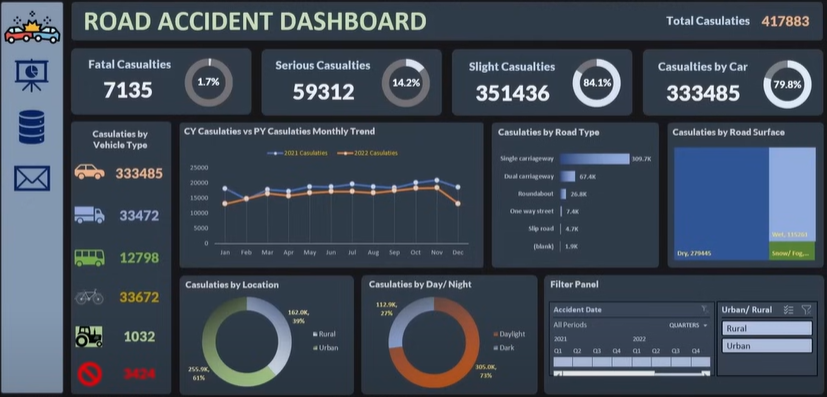 ROAD ACCIDENT DASHBOARD
Total Casulaties 417883
Fatal Casualties
7135
1.7%
Serious Casualties
59312
14.2%
Slight Casualties
351436
84.1%
Casualties by Car
333485
79.8%
Casulaties by
Vehicle Type
333485
33472
12798
33672
1032
3424
CY Casulaties vs PY Casulaties Monthly Trend
2021 Casulaties
2022 Casulaties
25000
20000
15000
10000
5000
0
Jan Feb Mar Apr May Jun Jul Aug Sep Oct Nov Dec
Casulaties by Road Type
Single carriageway 309.7K
Dual carriageway 67.4K
Roundabout 26.8K
One way street 7.4K
Slip road 4.7K
(blank) 1.9K
Casulaties by Road Surface
Dry, 279445
Snow/ Fog,...
Casulaties by Location
162.0K,
39%
Rural
Urban
255.9K,
61%
Casulaties by Day/ Night
112.9K,
27%
Daylight
Dark
305.0K,
73%
Filter Panel
Accident Date
All Periods QUARTERS
2021 2022
Q1 Q2 Q3 Q4 Q1 Q2 Q3 Q4
Urban/ Rural
Rural
Urban